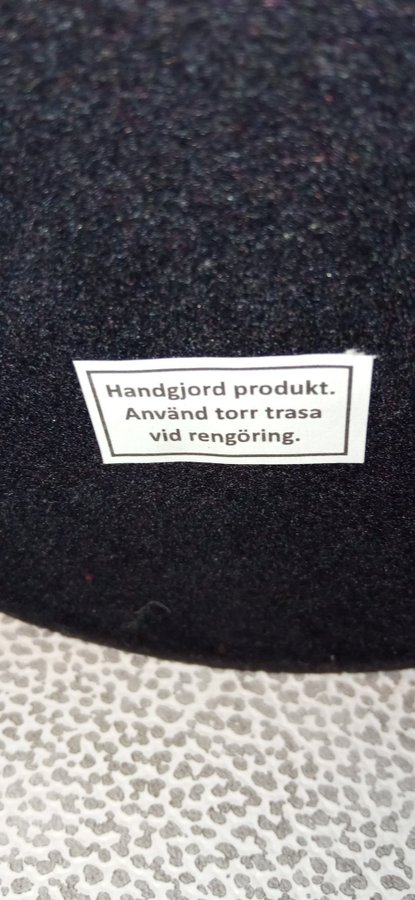 Handgjord produkt.
Använd torr trasa
vid rengöring.